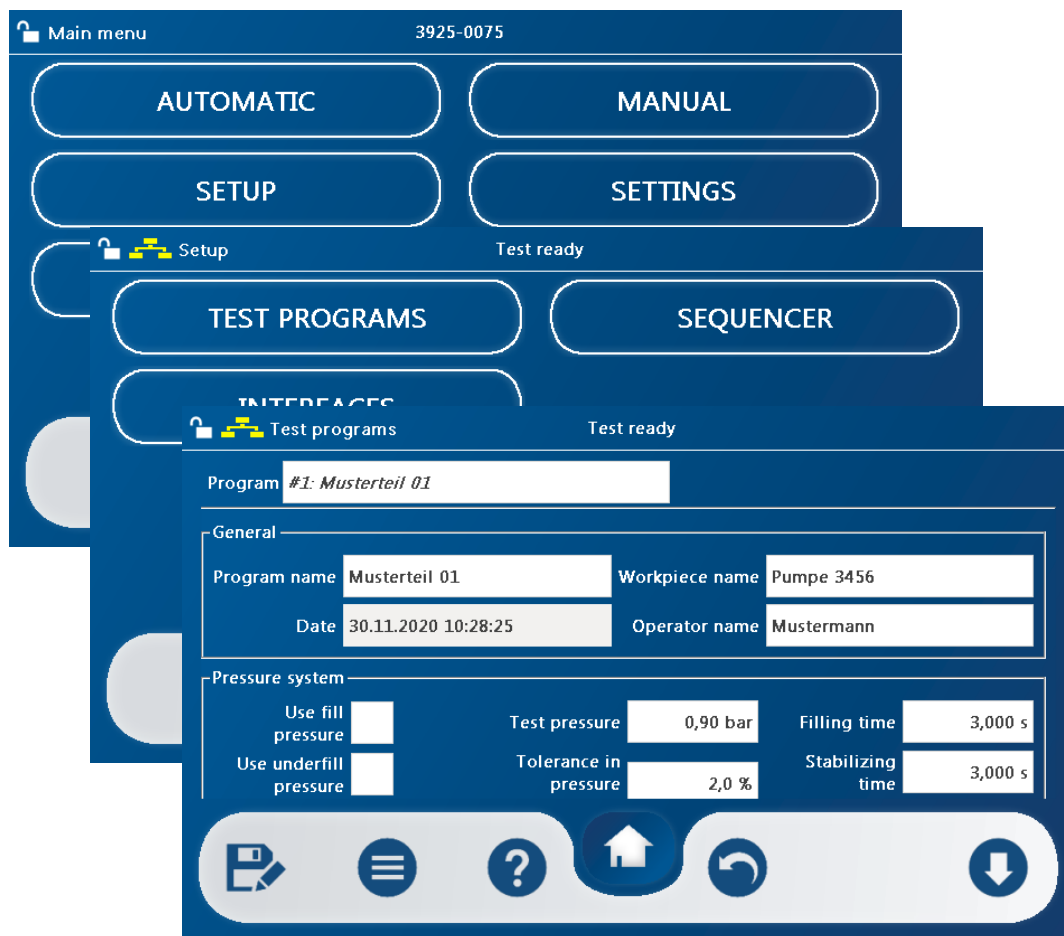 Main menu 3925-0075
AUTOMATIC MANUAL
SETUP SETTINGS
Setup Test ready
TEST PROGRAMS SEQUENCER
INTERFACES
Test programs Test ready
Program #1: Musterteil 01
General
Program name Musterteil 01 Workpiece name Pumpe 3456
Date 30.11.2020 10:28:25 Operator name Mustermann
Pressure system
Use fill
pressure
Test pressure 0,90 bar Filling time 3,000 s
Use underfill
pressure
Tolerance in
pressure 2,0 %
Stabilizing
time 3,000 s
?